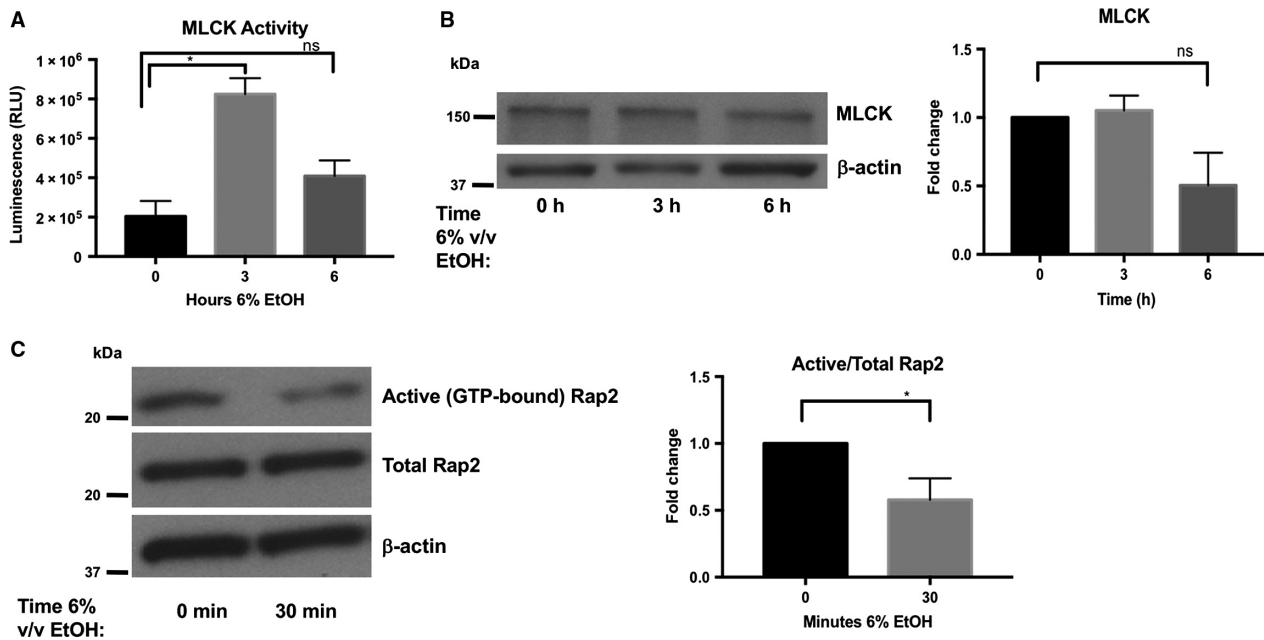 A
MLCK Activity
Luminescence (RLU)
1 × 10⁶
8 × 10⁵
6 × 10⁵
4 × 10⁵
2 × 10⁵
0
*
ns
0 3 6
Hours 6% EtOH
B
kDa
150
37
MLCK
β-actin
0 h 3 h 6 h
Time
6% v/v
EtOH:
MLCK
Fold change
1.5
1.0
0.5
0.0
ns
0 3 6
Time (h)
C
kDa
20
20
37
Active (GTP-bound) Rap2
Total Rap2
β-actin
Time 6%
v/v EtOH:
0 min 30 min
Active/Total Rap2
Fold change
1.5
1.0
0.5
0.0
*
0 30
Minutes 6% EtOH